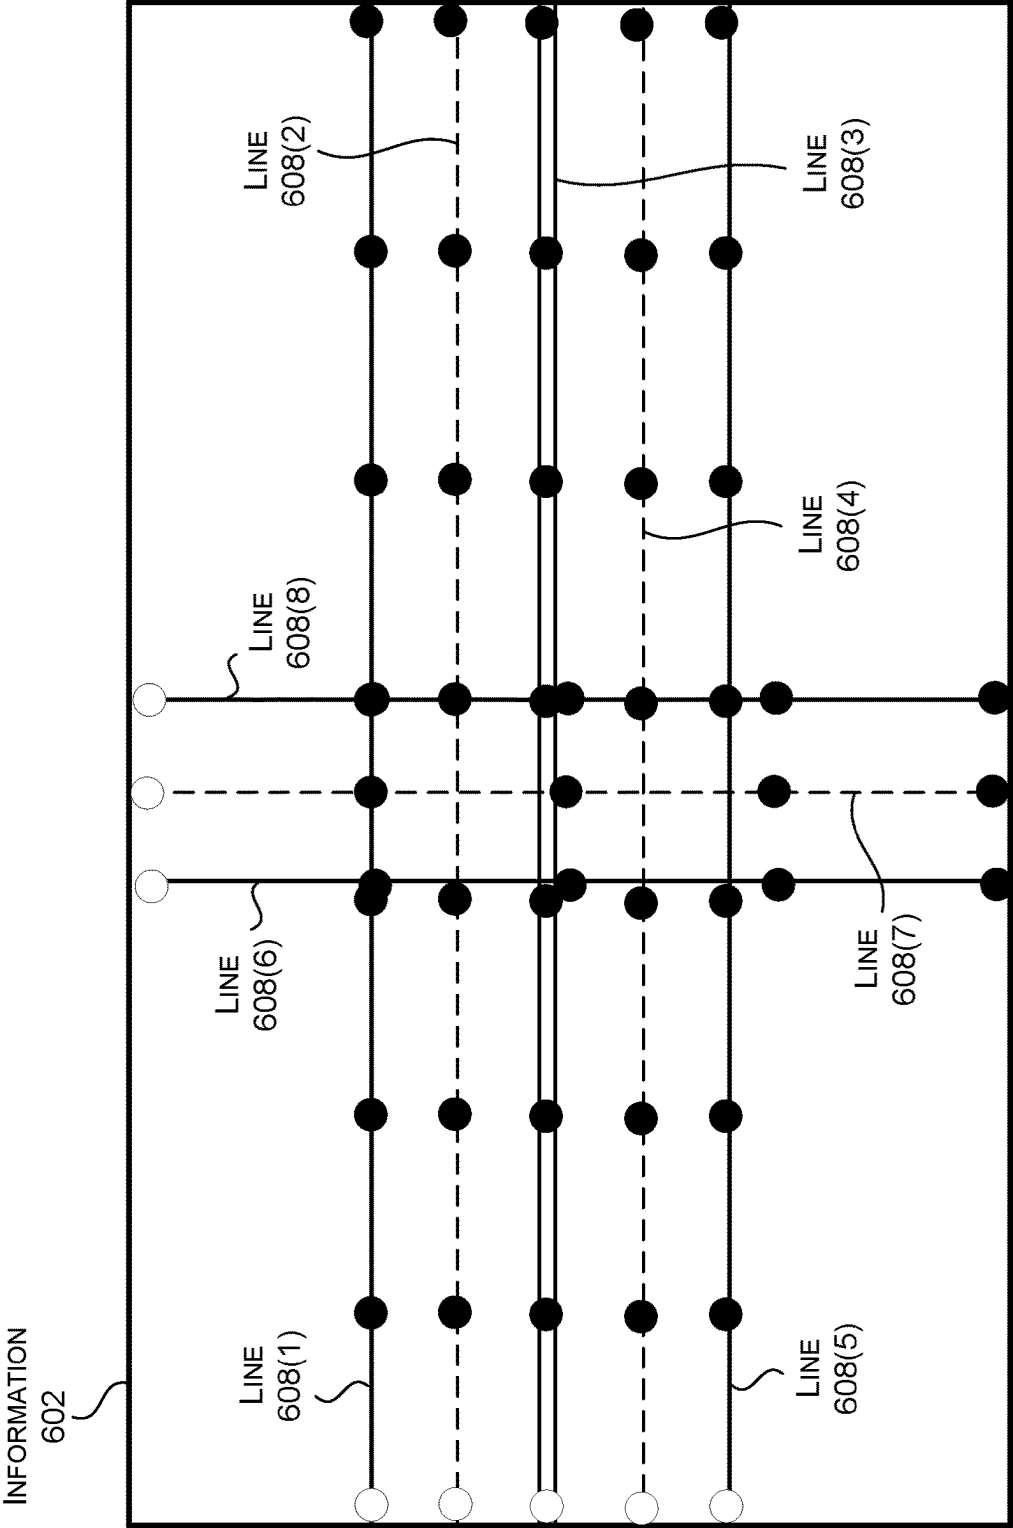 INFORMATION
602
LINE
608(1)
LINE
608(6)
LINE
608(8)
LINE
608(2)
LINE
608(3)
LINE
608(4)
LINE
608(7)
LINE
608(5)